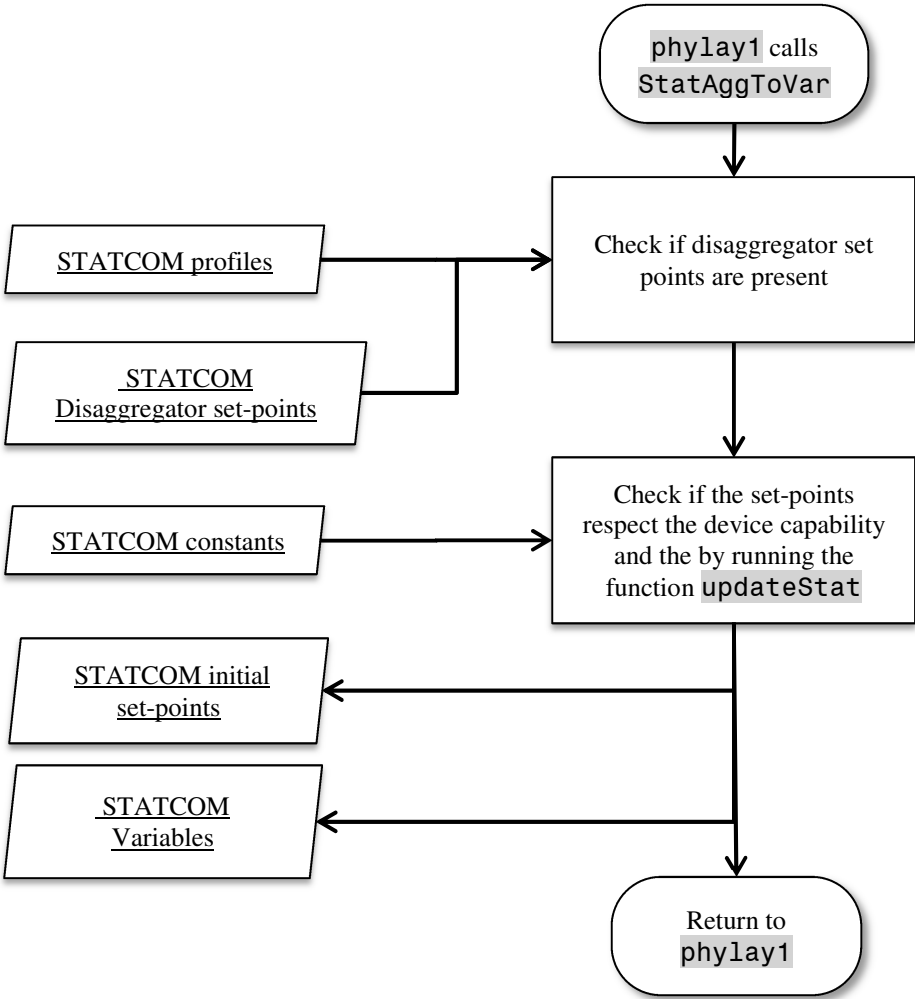 phylay1 calls
StatAggToVar
Check if disaggregator set
points are present
STATCOM profiles
STATCOM
Disaggregator set-points
Check if the set-points
respect the device capability
and the by running the
function updateStat
STATCOM constants
STATCOM initial
set-points
STATCOM
Variables
Return to
phylay1